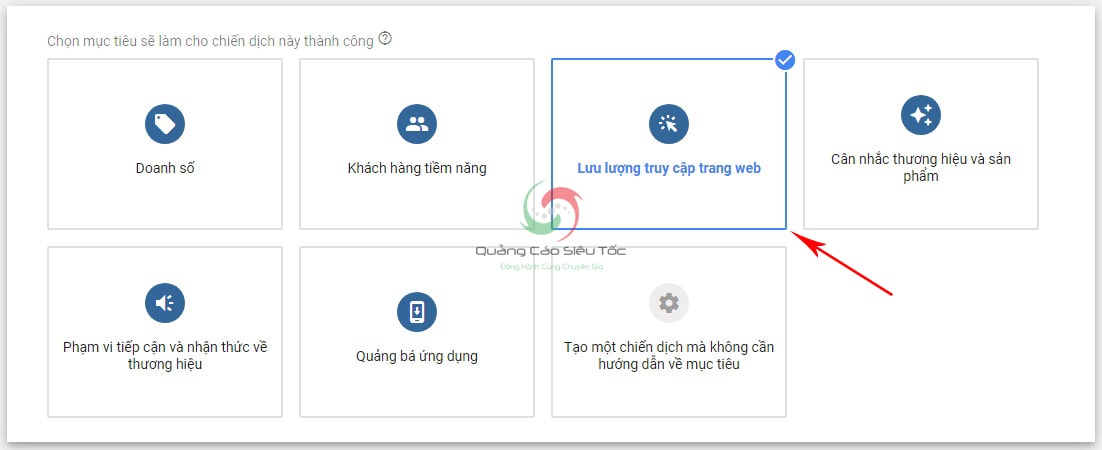 Chọn mục tiêu sẽ làm cho chiến dịch này thành công
Doanh số
Khách hàng tiềm năng
Lưu lượng truy cập trang web
Cân nhắc thương hiệu và sản
phẩm
Quảng Cáo Siêu Tốc
Đồng Hành Cùng Chuyên Gia
Phạm vi tiếp cận và nhận thức về
thương hiệu
Quảng bá ứng dụng
Tạo một chiến dịch mà không cần
hướng dẫn về mục tiêu